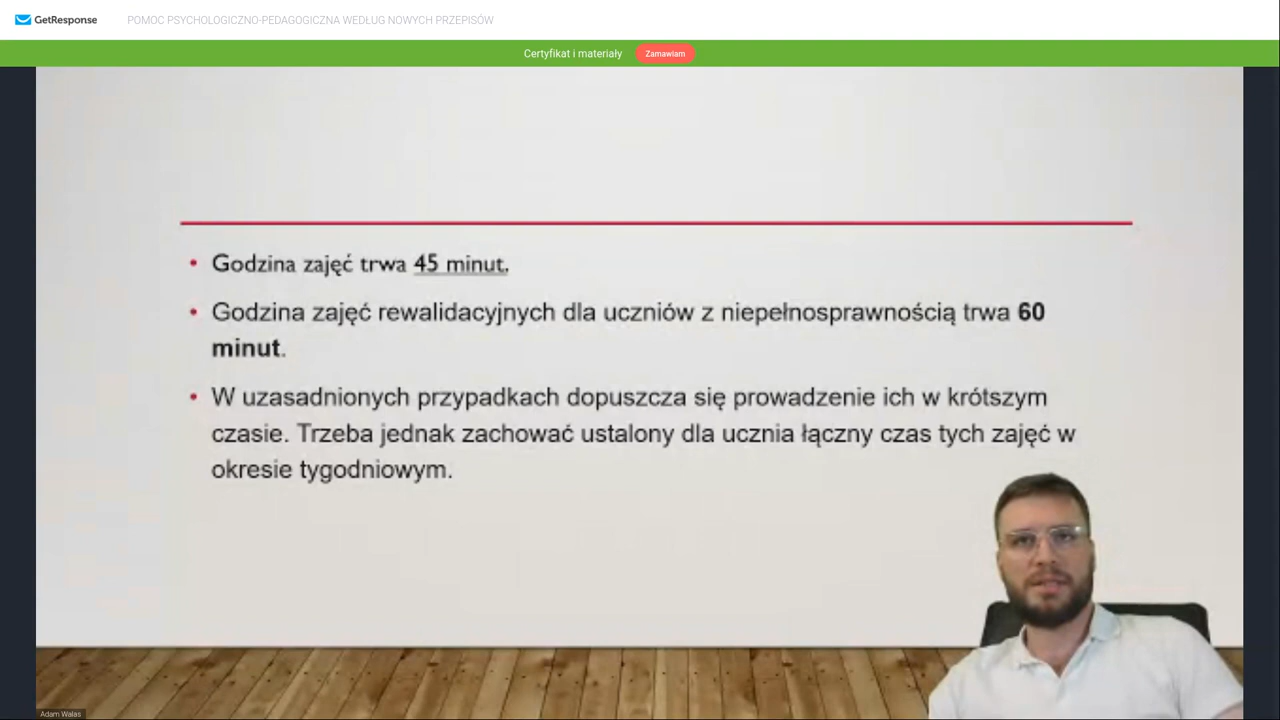 GetResponse
POMOC PSYCHOLOGICZNO-PEDAGOGICZNA WEDŁUG NOWYCH PRZEPISÓW
Certyfikat i materiały
Zamawiam
• Godzina zajęć trwa 45 minut.
• Godzina zajęć rewalidacyjnych dla uczniów z niepełnosprawnością trwa 60
minut.
• W uzasadnionych przypadkach dopuszcza się prowadzenie ich w krótszym
czasie. Trzeba jednak zachować ustalony dla ucznia łączny czas tych zajęć w
okresie tygodniowym.
Adam Walas